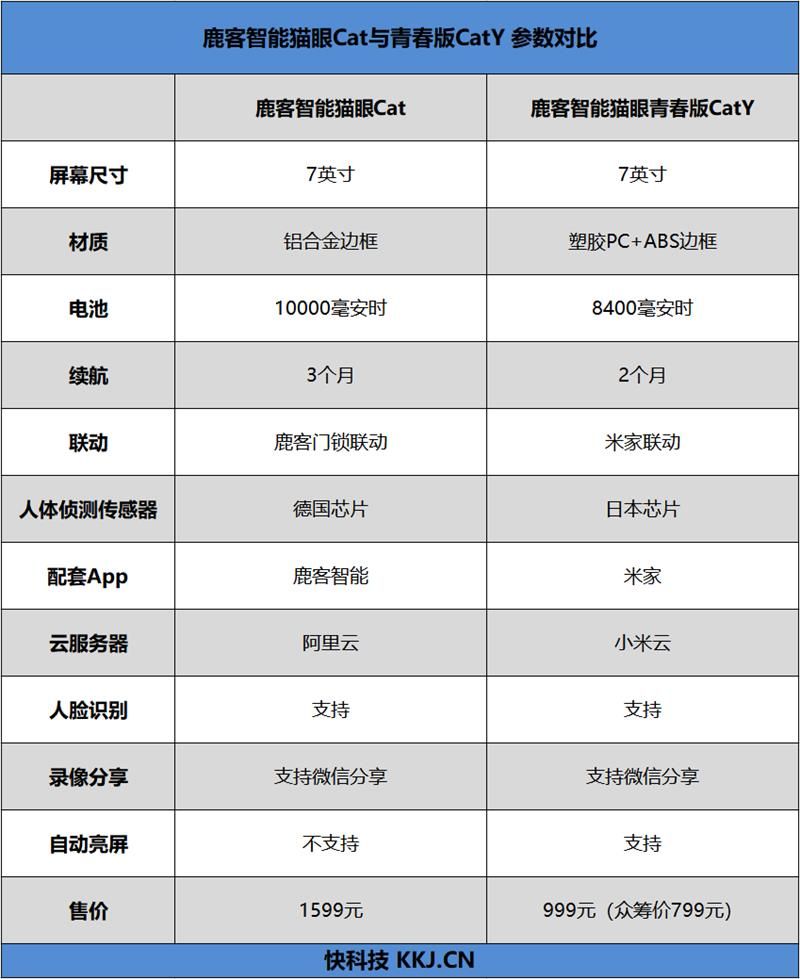 鹿客智能猫眼Cat与青春版CatY 参数对比
鹿客智能猫眼Cat 鹿客智能猫眼青春版CatY
屏幕尺寸 7英寸 7英寸
材质 铝合金边框 塑胶PC+ABS边框
电池 10000毫安时 8400毫安时
续航 3个月 2个月
联动 鹿客门锁联动 米家联动
人体侦测传感器 德国芯片 日本芯片
配套App 鹿客智能 米家
云服务器 阿里云 小米云
人脸识别 支持 支持
录像分享 支持微信分享 支持微信分享
自动亮屏 不支持 支持
售价 1599元 999元（众筹价799元）
快科技 KKJ.CN